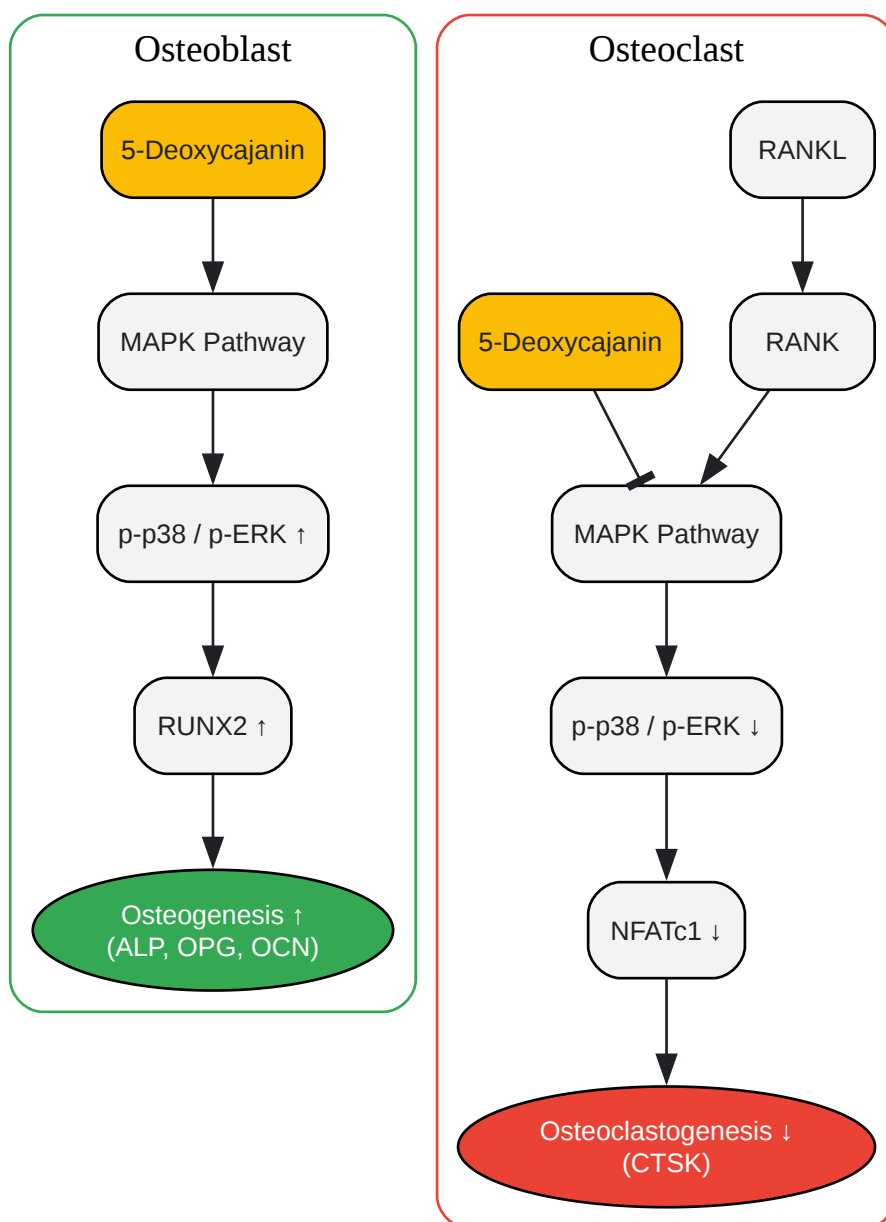 Osteoblast
5-Deoxycajanin
MAPK Pathway
p-p38 / p-ERK ↑
RUNX2 ↑
Osteogenesis ↑
(ALP, OPG, OCN)
Osteoclast
RANKL
5-Deoxycajanin
RANK
MAPK Pathway
p-p38 / p-ERK ↓
NFATc1 ↓
Osteoclastogenesis ↓
(CTSK)